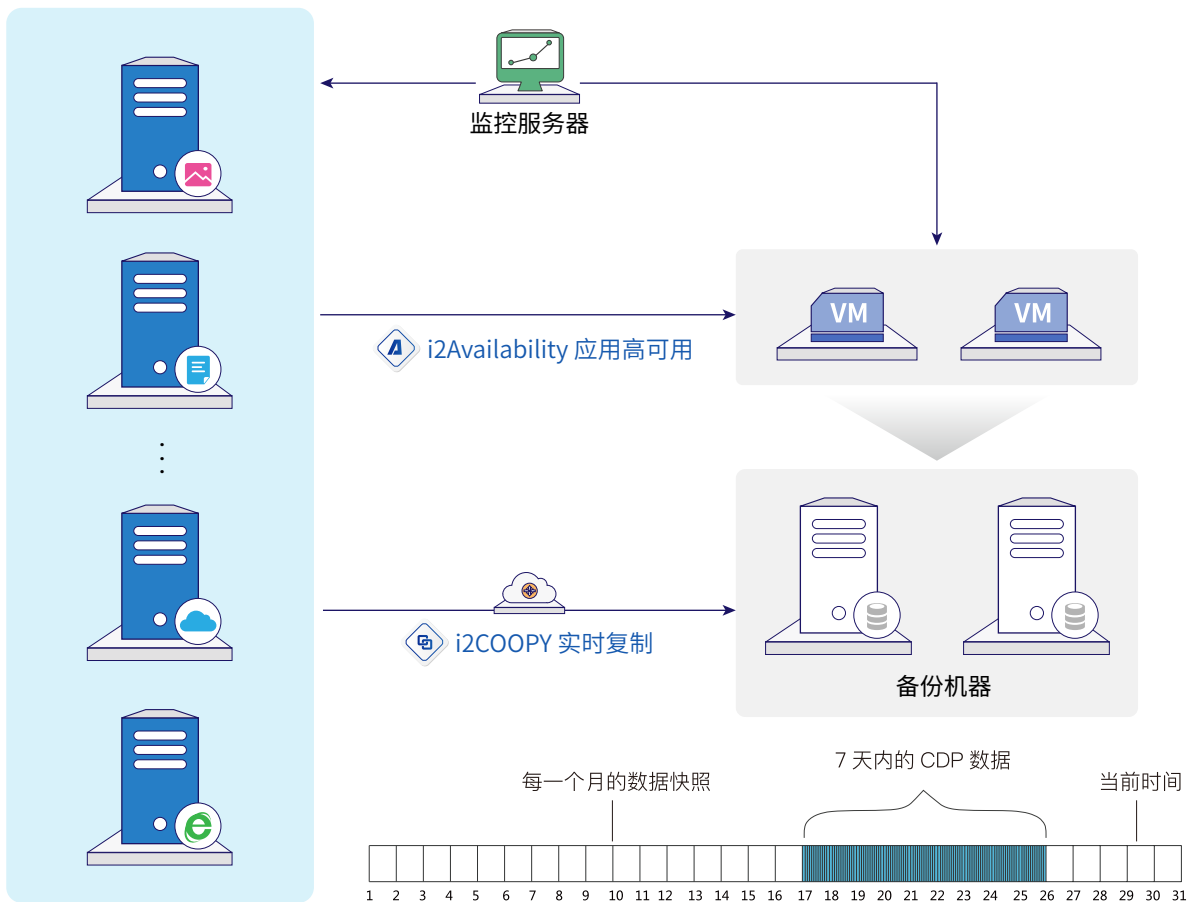 监控服务器
VM
VM
i2Availability 应用高可用
i2COOPY 实时复制
备份机器
7 天内的 CDP 数据
每一个月的数据快照
当前时间
1 2 3 4 5 6 7 8 9 10 11 12 13 14 15 16 17 18 19 20 21 22 23 24 25 26 27 28 29 30 31